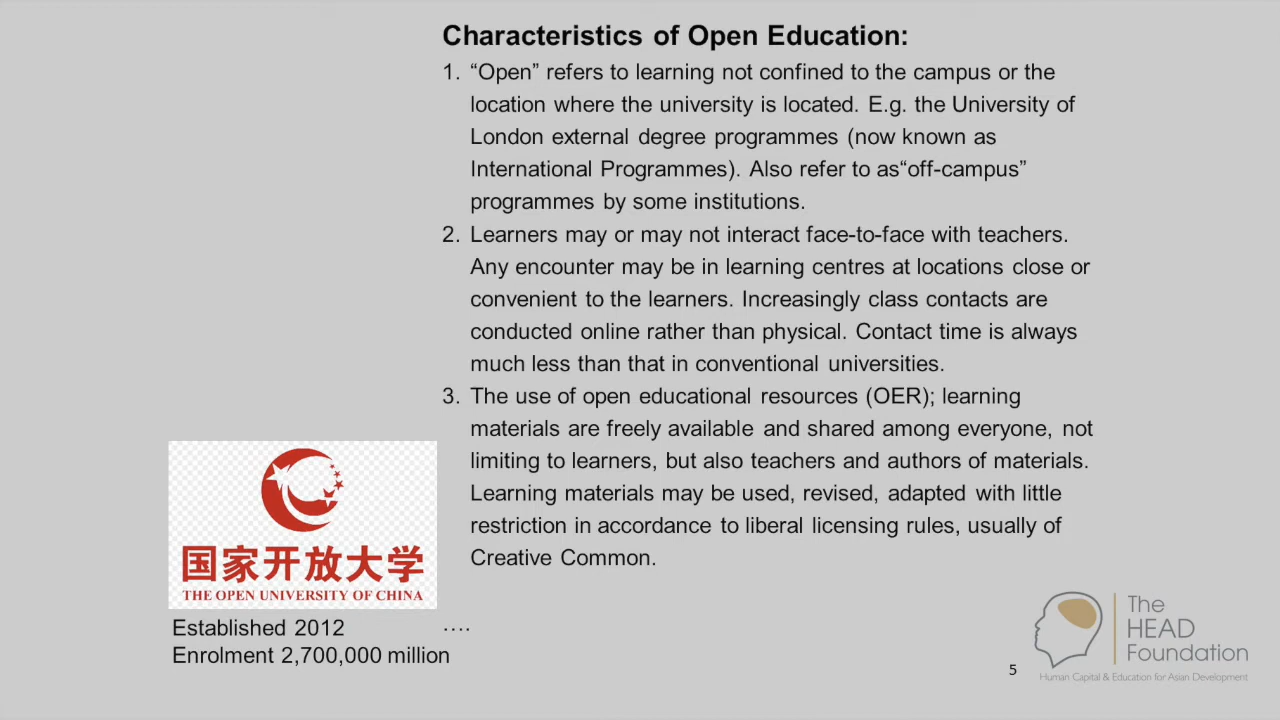 Characteristics of Open Education:
1. “Open” refers to learning not confined to the campus or the
location where the university is located. E.g. the University of
London external degree programmes (now known as
International Programmes). Also refer to as“off-campus”
programmes by some institutions.
2. Learners may or may not interact face-to-face with teachers.
Any encounter may be in learning centres at locations close or
convenient to the learners. Increasingly class contacts are
conducted online rather than physical. Contact time is always
much less than that in conventional universities.
3. The use of open educational resources (OER); learning
materials are freely available and shared among everyone, not
limiting to learners, but also teachers and authors of materials.
Learning materials may be used, revised, adapted with little
restriction in accordance to liberal licensing rules, usually of
Creative Common.
....
国家开放大学
THE OPEN UNIVERSITY OF CHINA
Established 2012
Enrolment 2,700,000 million
The
HEAD
Foundation
Human Capital & Education for Asian Development
5